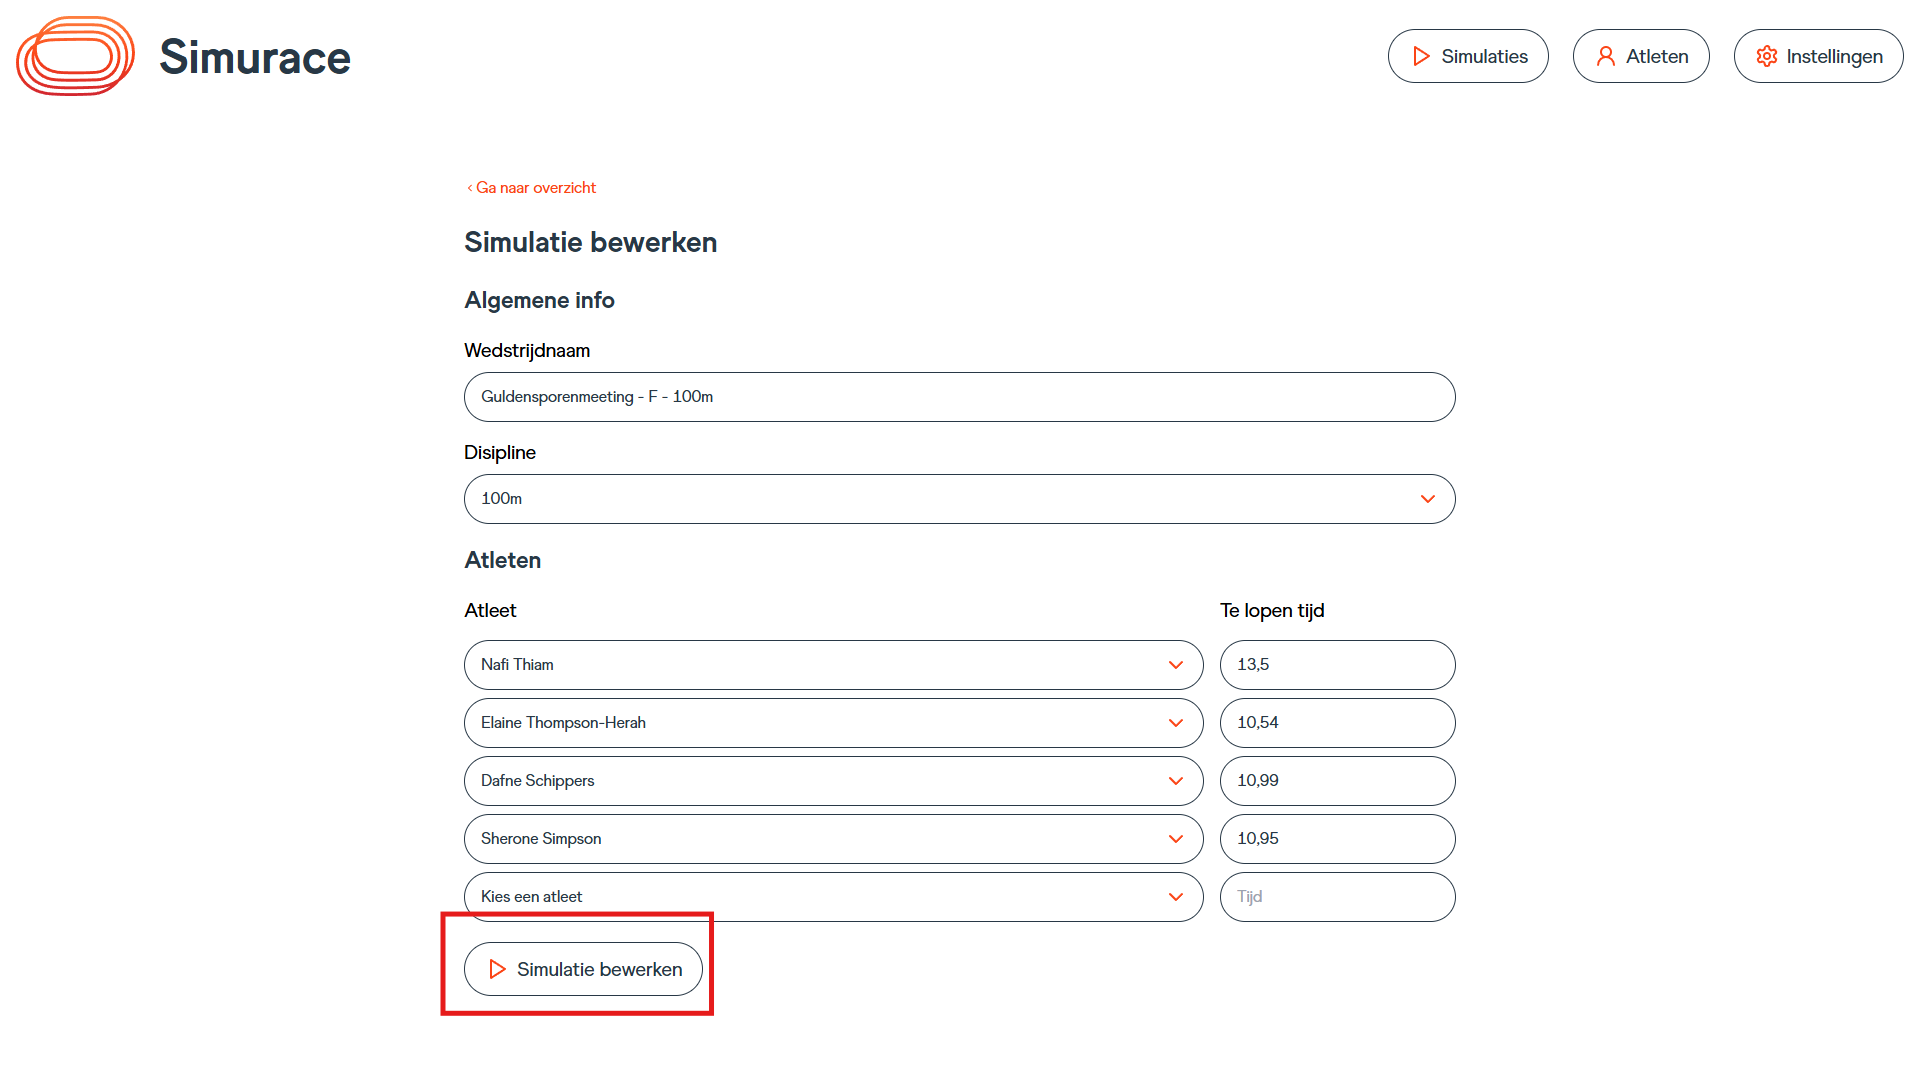 Simurace
Simulaties
Atleten
Instellingen
‹ Ga naar overzicht
Simulatie bewerken
Algemene info
Wedstrijdnaam
Guldensporenmeeting - F - 100m
Disipline
100m
Atleten
Atleet
Te lopen tijd
Nafi Thiam
13,5
Elaine Thompson-Herah
10,54
Dafne Schippers
10,99
Sherone Simpson
10,95
Kies een atleet
Tijd
Simulatie bewerken